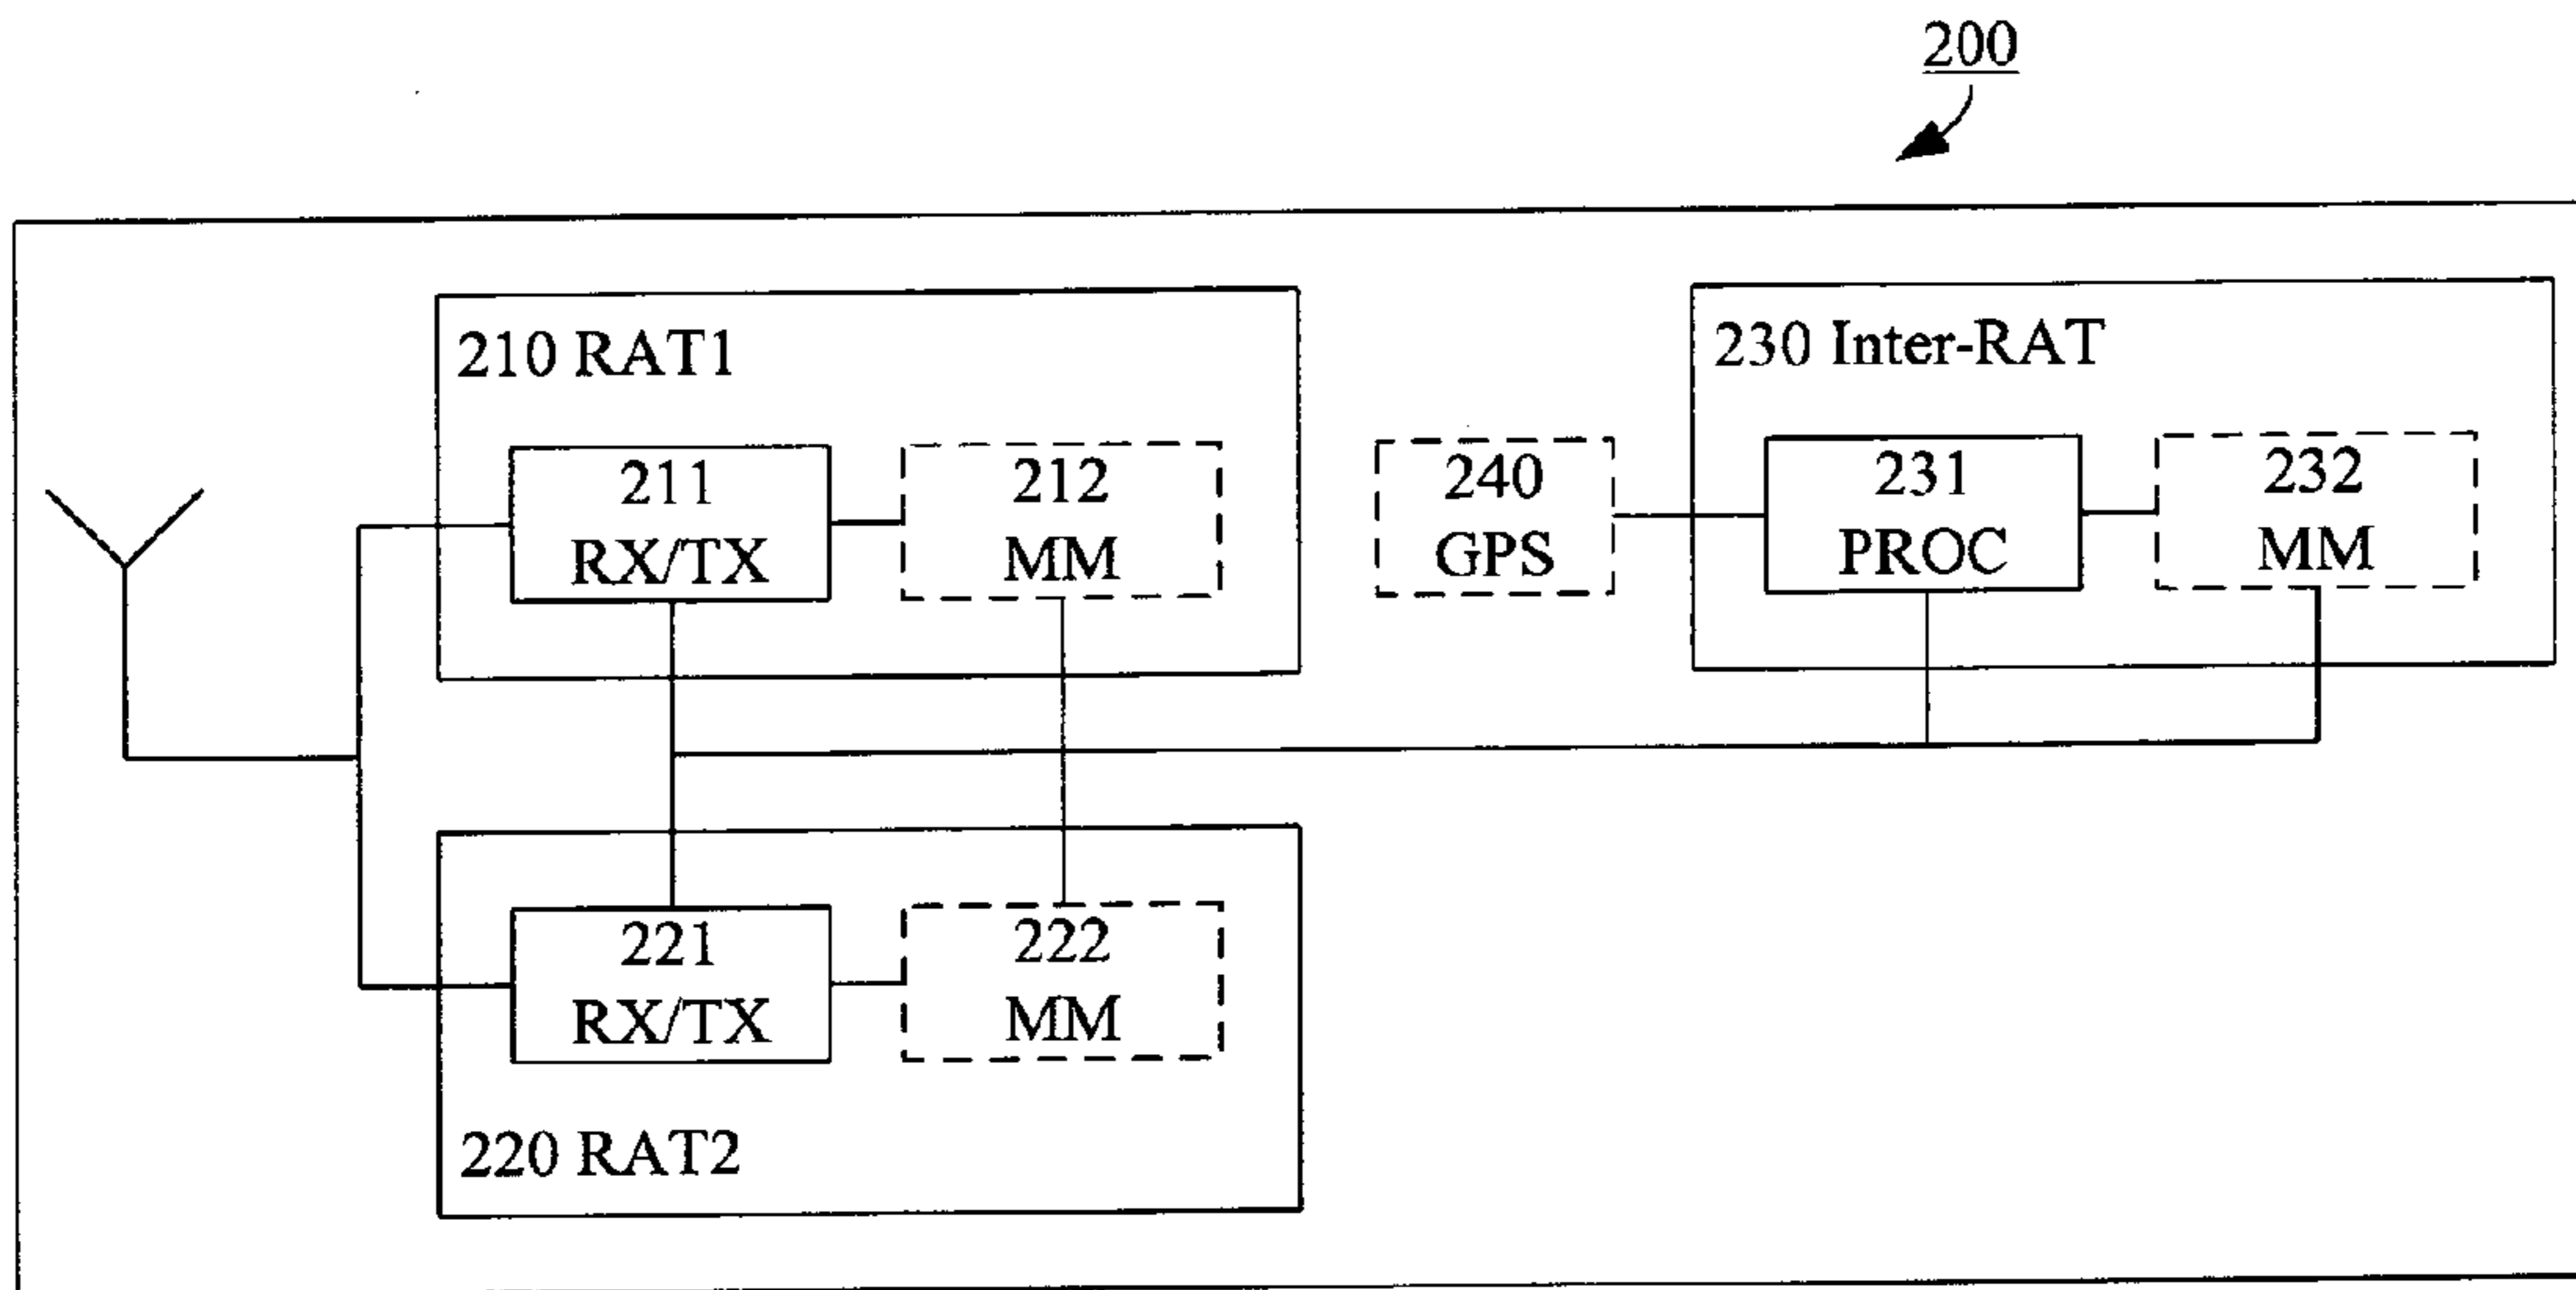 200
210 RAT1
230 Inter-RAT
211
RX/TX
212
MM
240
GPS
231
PROC
232
MM
221
RX/TX
222
MM
220 RAT2